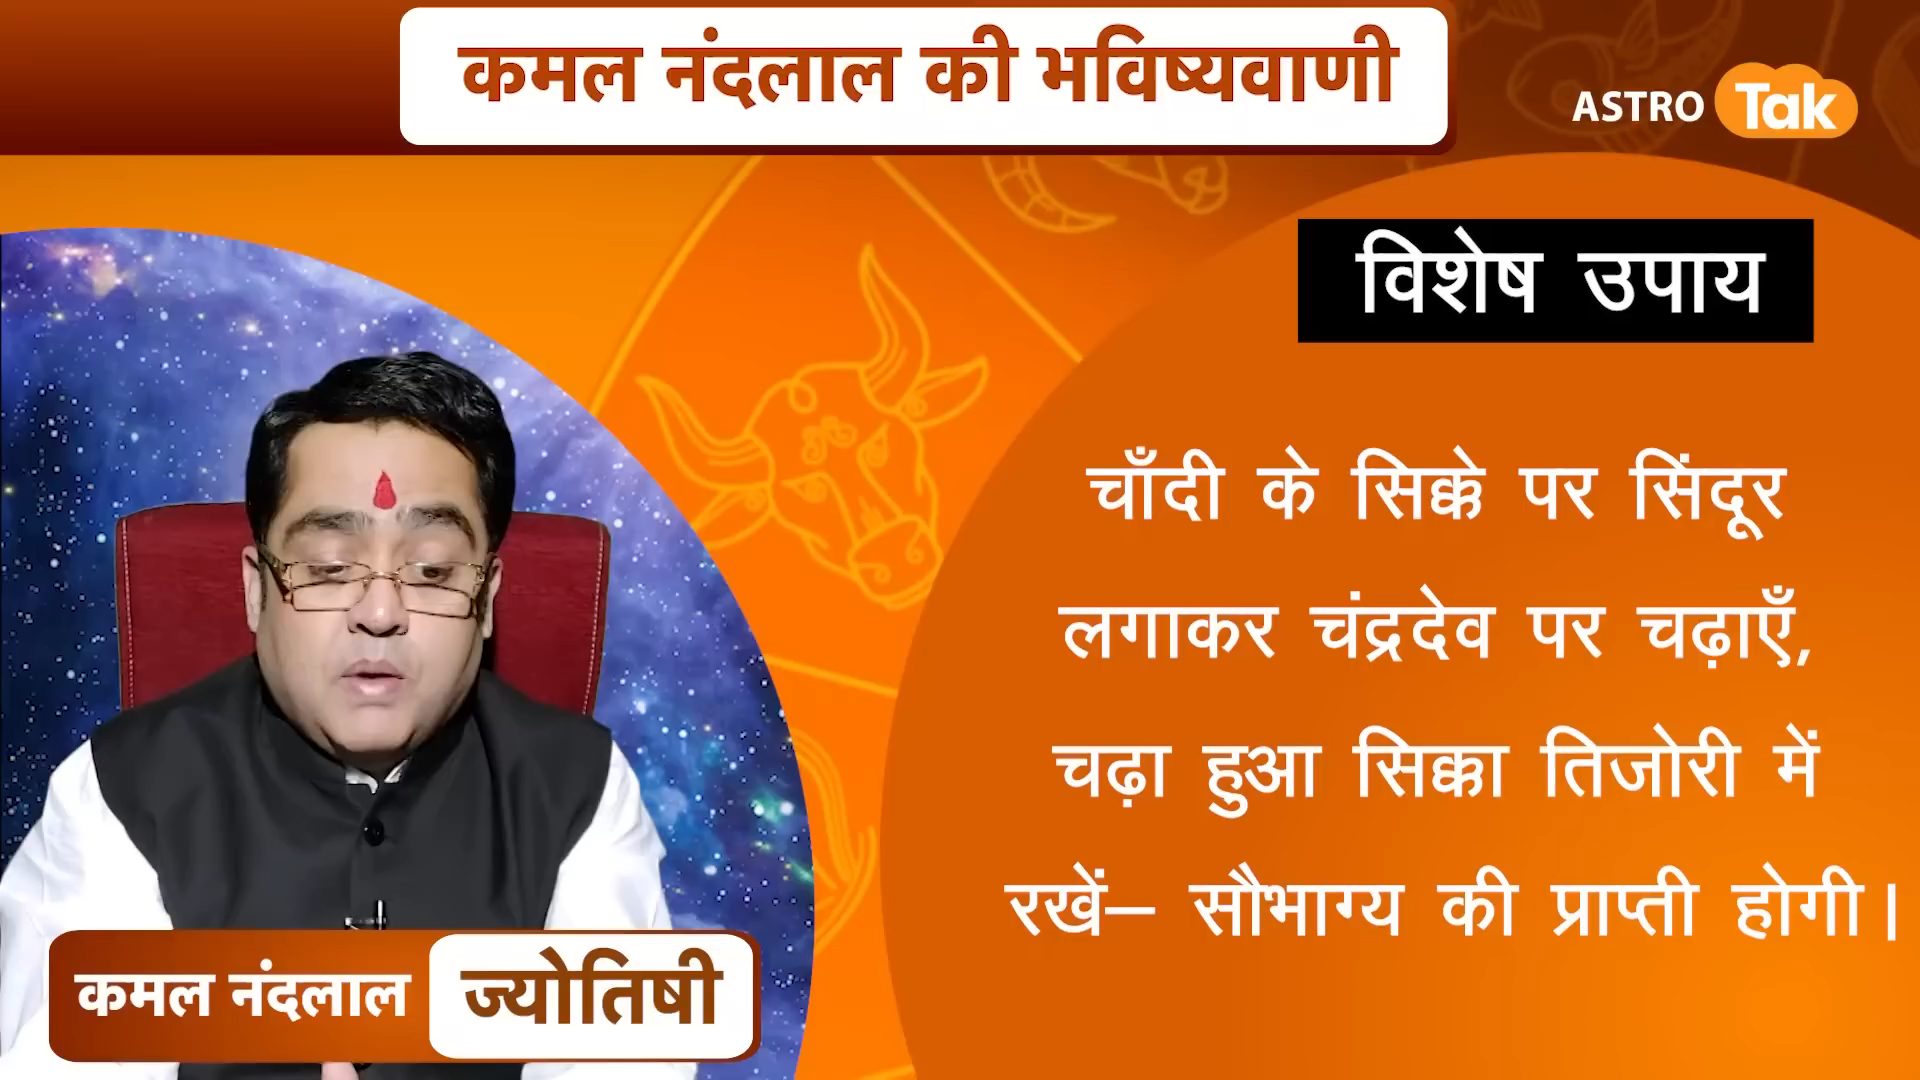 कमल नंदलाल की भविष्यवाणी
ASTRO Tak
विशेष उपाय
चाँदी के सिक्के पर सिंदूर
लगाकर चंद्रदेव पर चढ़ाएँ,
चढ़ा हुआ सिक्का तिजोरी में
रखें– सौभाग्य की प्राप्ती होगी।
कमल नंदलाल ज्योतिषी